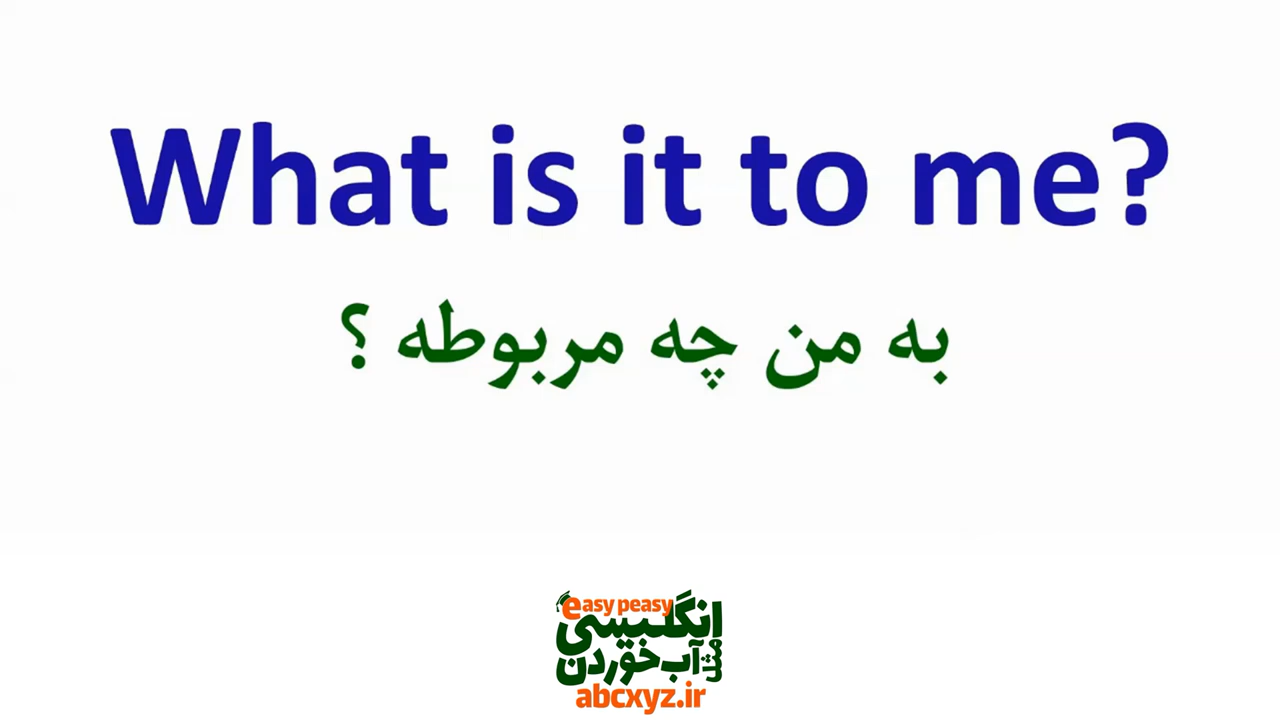 What is it to me?
به من چه مربوطه ؟
easy peasy
انگلیسی
مثل آب خوردن
abcxyz.ir